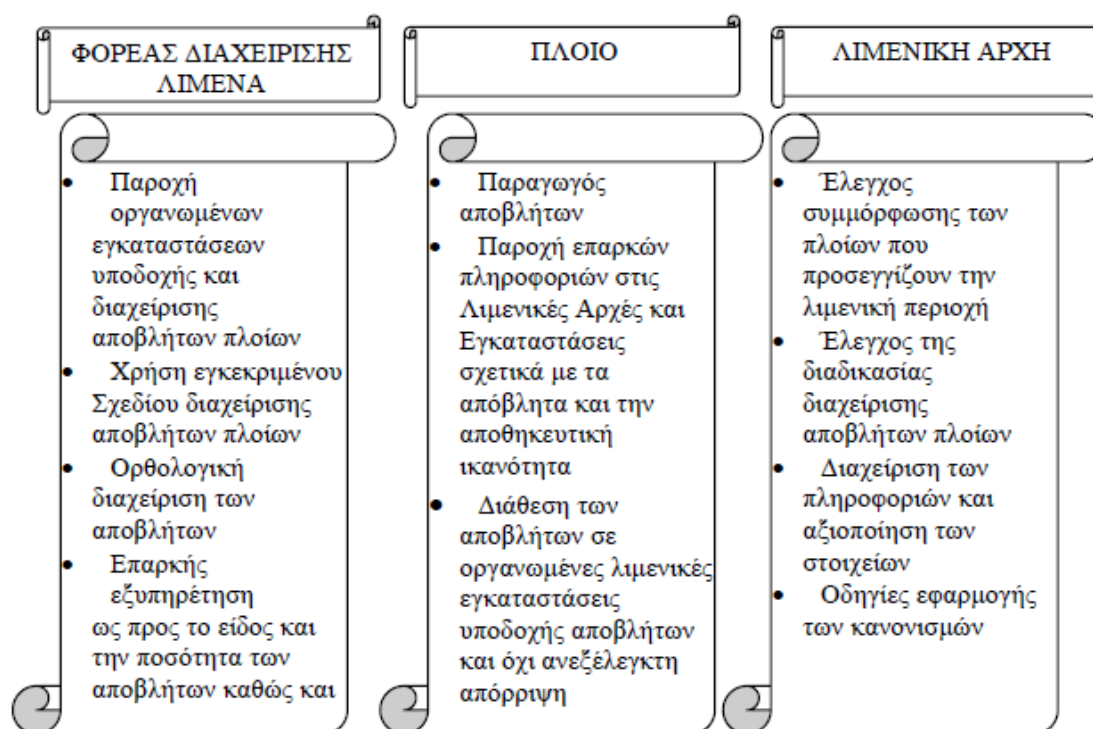 ΦΟΡΕΑΣ ΔΙΑΧΕΙΡΙΣΗΣ
ΛΙΜΕΝΑ
• Παροχή
οργανωμένων
εγκαταστάσεων
υποδοχής και
διαχείρισης
αποβλήτων πλοίων
• Χρήση εγκεκριμένου
Σχεδίου διαχείρισης
αποβλήτων πλοίων
• Ορθολογική
διαχείριση των
αποβλήτων
• Επαρκής
εξυπηρέτηση
ως προς το είδος και
την ποσότητα των
αποβλήτων καθώς και
ΠΛΟΙΟ
• Παραγωγός
αποβλήτων
• Παροχή επαρκών
πληροφοριών στις
Λιμενικές Αρχές και
Εγκαταστάσεις
σχετικά με τα
απόβλητα και την
αποθηκευτική
ικανότητα
• Διάθεση των
αποβλήτων σε
οργανωμένες λιμενικές
εγκαταστάσεις
υποδοχής αποβλήτων
και όχι ανεξέλεγκτη
απόρριψη
ΛΙΜΕΝΙΚΗ ΑΡΧΗ
• Έλεγχος
συμμόρφωσης των
πλοίων που
προσεγγίζουν την
λιμενική περιοχή
• Έλεγχος της
διαδικασίας
διαχείρισης
αποβλήτων πλοίων
• Διαχείριση των
πληροφοριών και
αξιοποίηση των
στοιχείων
• Οδηγίες εφαρμογής
των κανονισμών